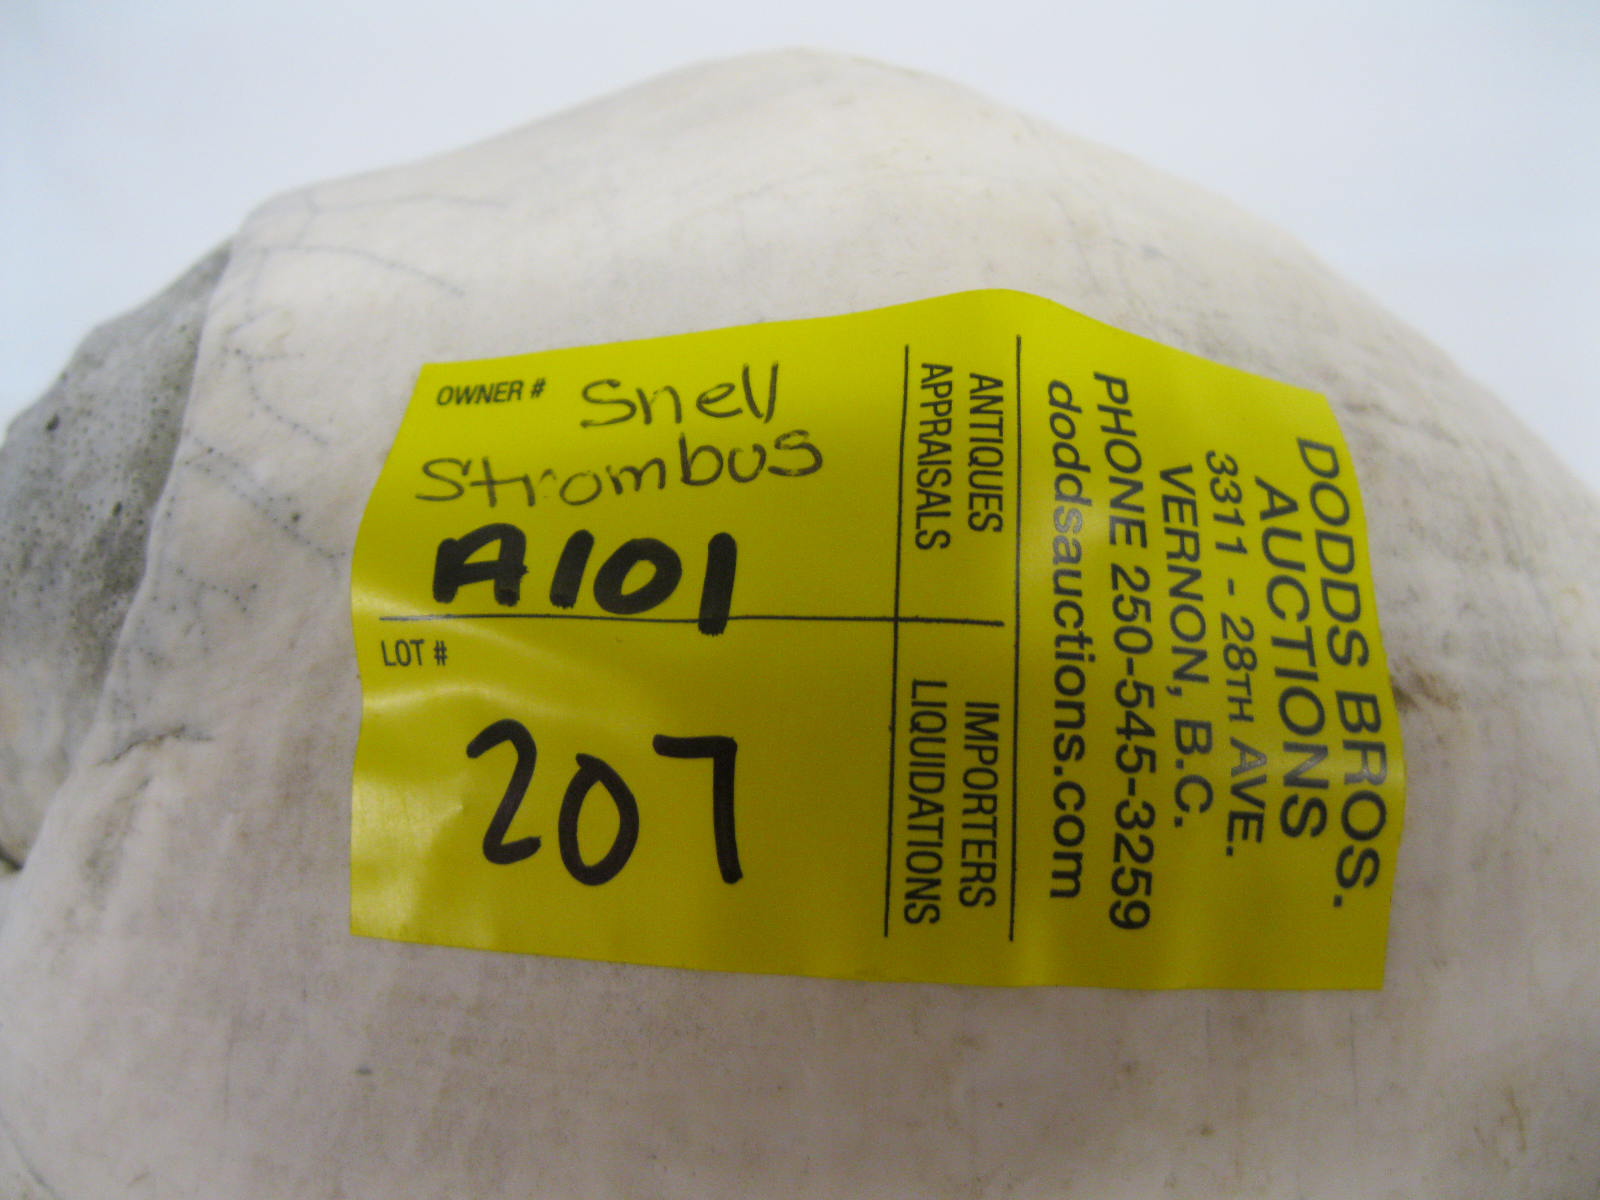 OWNER # Snell
Strombus
A101
LOT #
207
ANTIQUES
APPRAISALS
IMPORTERS
LIQUIDATIONS
DODDS BROS.
AUCTIONS
3311 - 28TH AVE.
VERNON, B.C.
PHONE 250-545-3259
doddsauctions.com